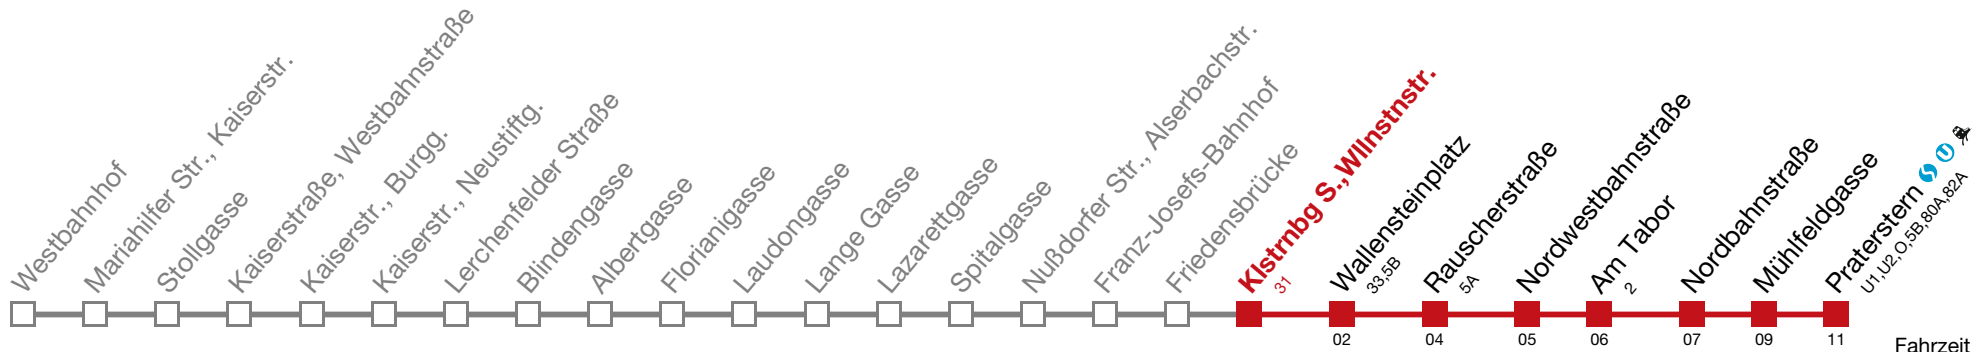 Westbahnhof
Mariahilfer Str., Kaiserstr.
Stollgasse
Kaiserstraße, Westbahnstraße
Kaiserstr., Burgg.
Kaiserstr., Neustiftg.
Lerchenfelder Straße
Blindengasse
Albertgasse
Florianigasse
Laudongasse
Lange Gasse
Lazarettgasse
Spitalgasse
Nußdorfer Str., Alserbachstr.
Franz-Josefs-Bahnhof
Friedensbrücke
Klstrnbg S.,Wllnstnstr.
31
Wallensteinplatz
33,5B
02
Rauscherstraße
5A
04
Nordwestbahnstraße
05
Am Tabor
2
06
Nordbahnstraße
07
Mühlfeldgasse
09
Praterstern S U
U1,U2,O,5B,80A,82A
11
Fahrzeit